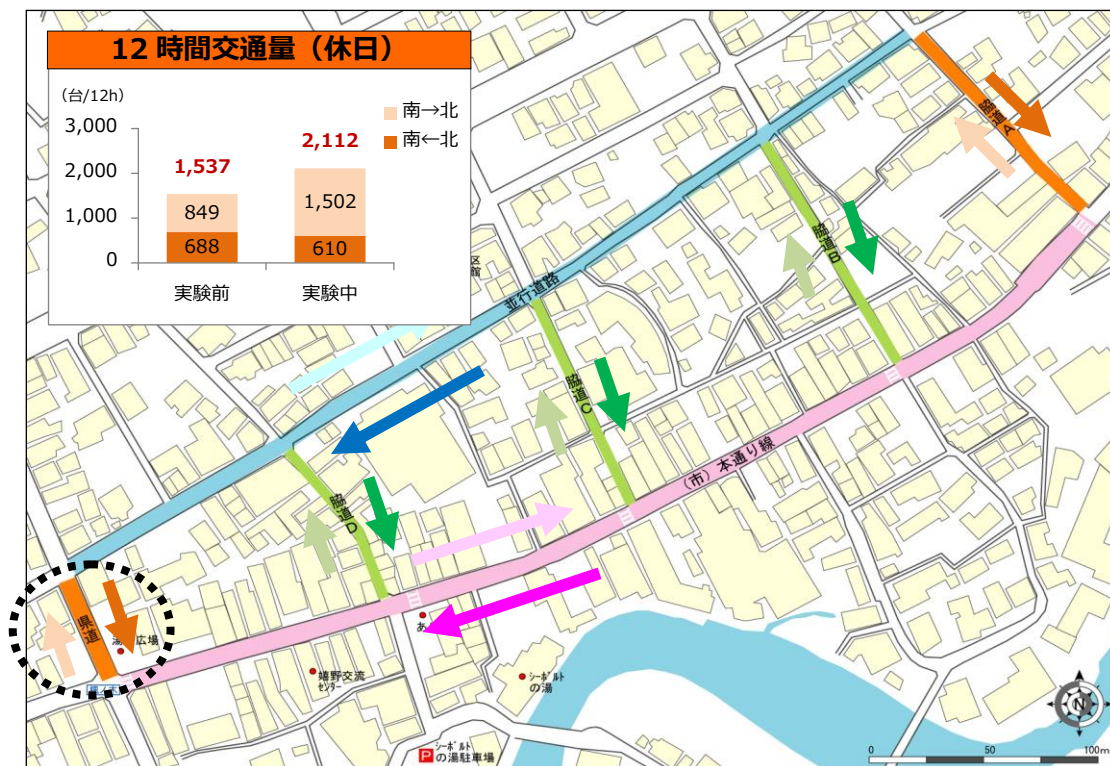 12 時間交通量（休日）
（台/12h）
南→北
南←北
3,000
2,000
1,000
0
1,537
2,112
849
1,502
688
610
実験前
実験中
脇道A
脇道B
区
館
並行道路
脇道C
（市）本通り線
脇道D
県道
広場
あ
嬉野交流
センター
シーボルト
の湯
シーボルト
の湯駐車場
P
N
0
50
100m